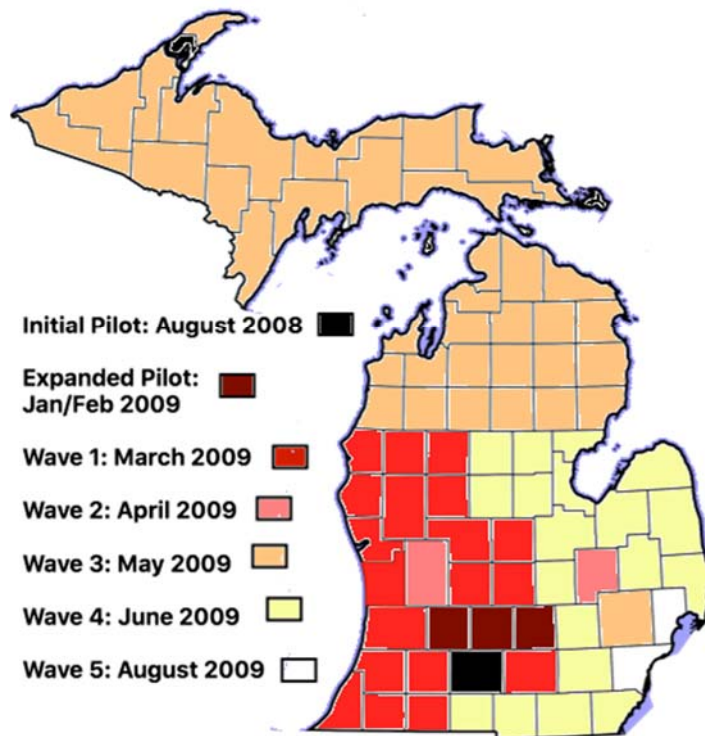 Initial Pilot: August 2008
Expanded Pilot:
Jan/Feb 2009
Wave 1: March 2009
Wave 2: April 2009
Wave 3: May 2009
Wave 4: June 2009
Wave 5: August 2009